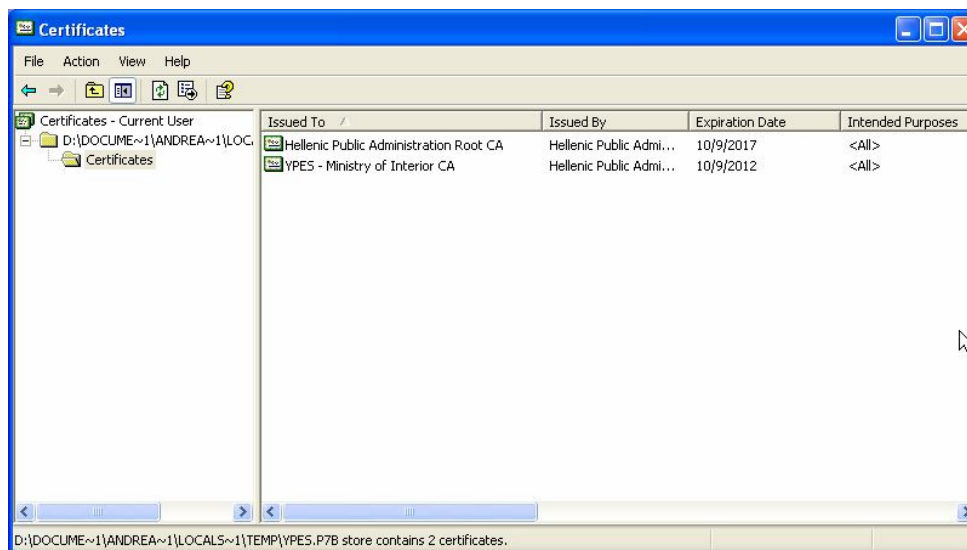 Certificates
File Action View Help
Certificates - Current User
D:\DOCUME~1\ANDREA~1\LOC
Certificates
Issued To Issued By Expiration Date Intended Purposes
Hellenic Public Administration Root CA Hellenic Public Admi... 10/9/2017 <All>
YPES - Ministry of Interior CA Hellenic Public Admi... 10/9/2012 <All>
D:\DOCUME~1\ANDREA~1\LOCALS~1\TEMP\YPES.P7B store contains 2 certificates.